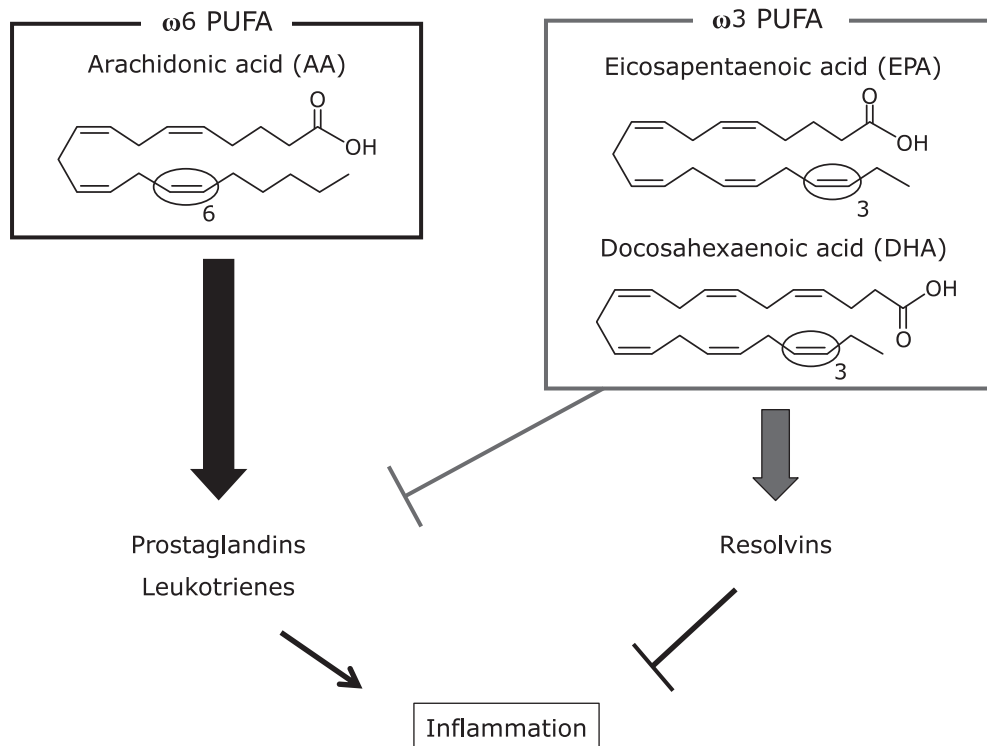 ω6 PUFA
Arachidonic acid (AA)
O
OH
6
ω3 PUFA
Eicosapentaenoic acid (EPA)
O
OH
3
Docosahexaenoic acid (DHA)
OH
O
3
Prostaglandins
Leukotrienes
Resolvins
Inflammation